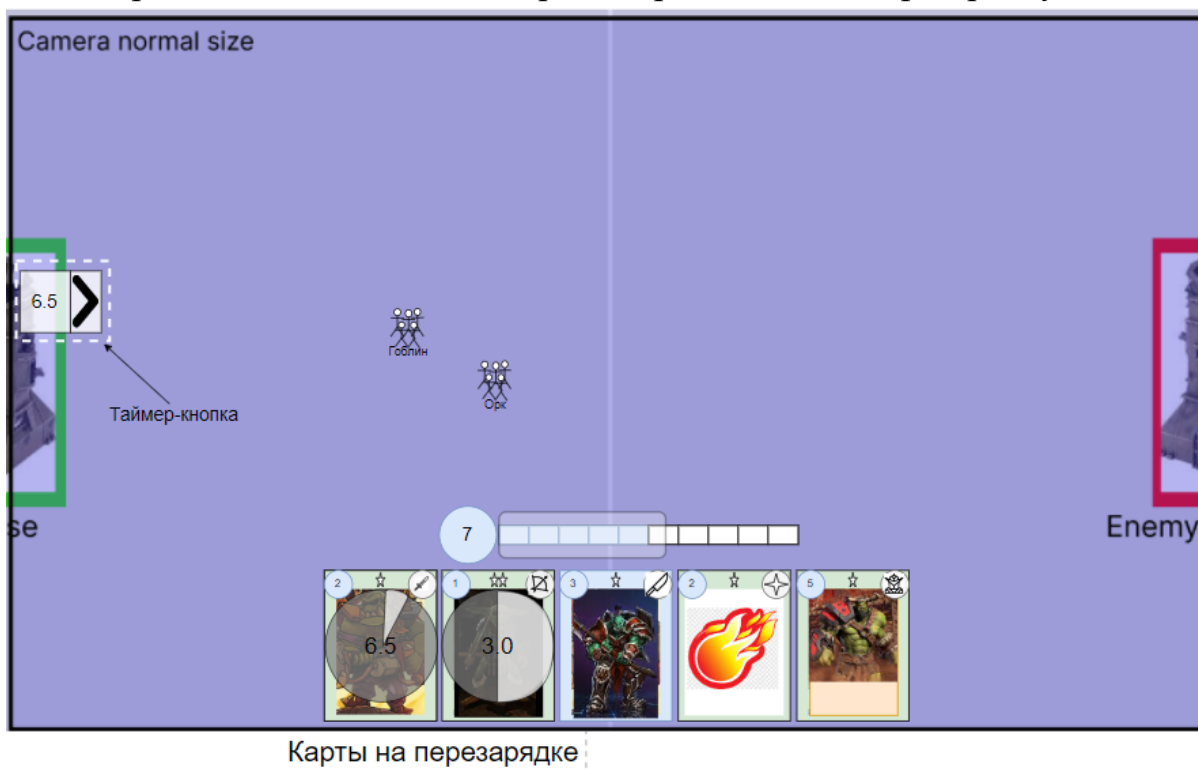 Camera normal size
6.5
Гоблин
Орк
Таймер-кнопка
se
Enemy
7
2
1
3
2
5
6.5
3.0
Карты на перезарядке